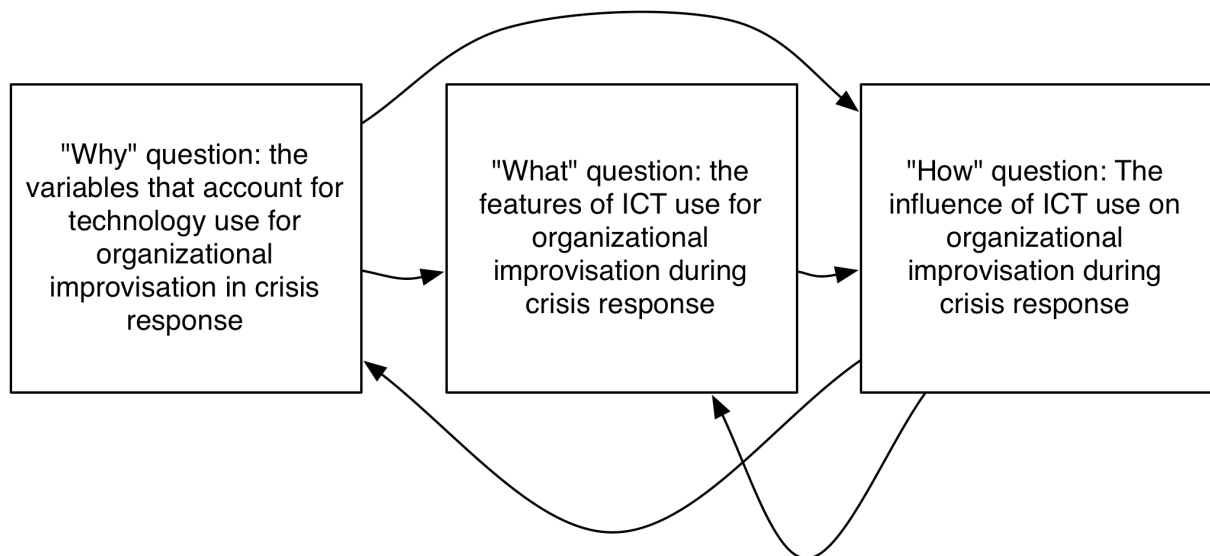 "Why" question: the
variables that account for
technology use for
organizational
improvisation in crisis
response
"What" question: the
features of ICT use for
organizational
improvisation during
crisis response
"How" question: The
influence of ICT use on
organizational
improvisation during
crisis response